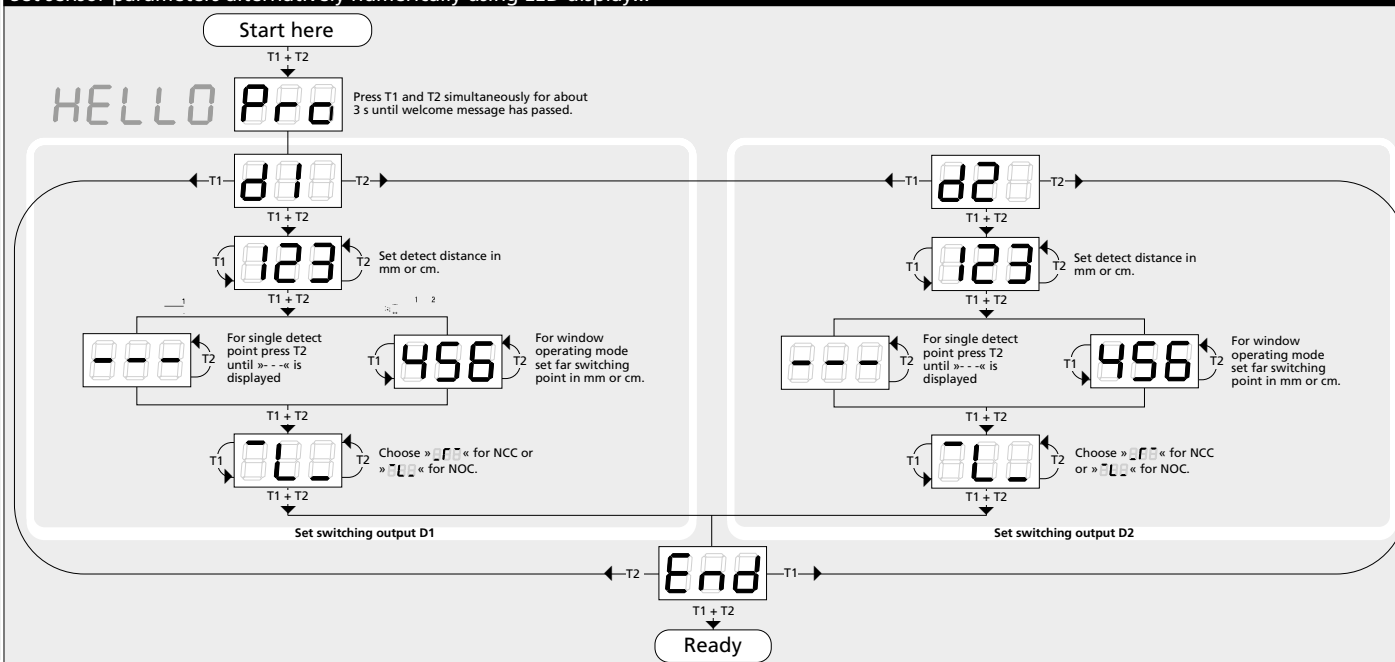 Set sensor parameters alternatively numerically using LED-display...
Start here
T1 + T2
HELLO
Pro
Press T1 and T2 simultaneously for about
3 s until welcome message has passed.
T1
d1
T2
T1 + T2
T1
123
T2
Set detect distance in
mm or cm.
T1 + T2
1
1 2
- - -
T2
For single detect
point press T2
until »- - -« is
displayed
T1
456
T2
For window
operating mode
set far switching
point in mm or cm.
T1 + T2
T1
T2
Choose » « for NCC or
» « for NOC.
T1 + T2
Set switching output D1
T1
d2
T2
T1 + T2
T1
123
T2
Set detect distance in
mm or cm.
T1 + T2
- - -
T2
For single detect
point press T2
until »- - -« is
displayed
T1
456
T2
For window
operating mode
set far switching
point in mm or cm.
T1 + T2
T1
T2
Choose » « for NCC
or » « for NOC.
T1 + T2
Set switching output D2
T2
End
T1
T1 + T2
Ready